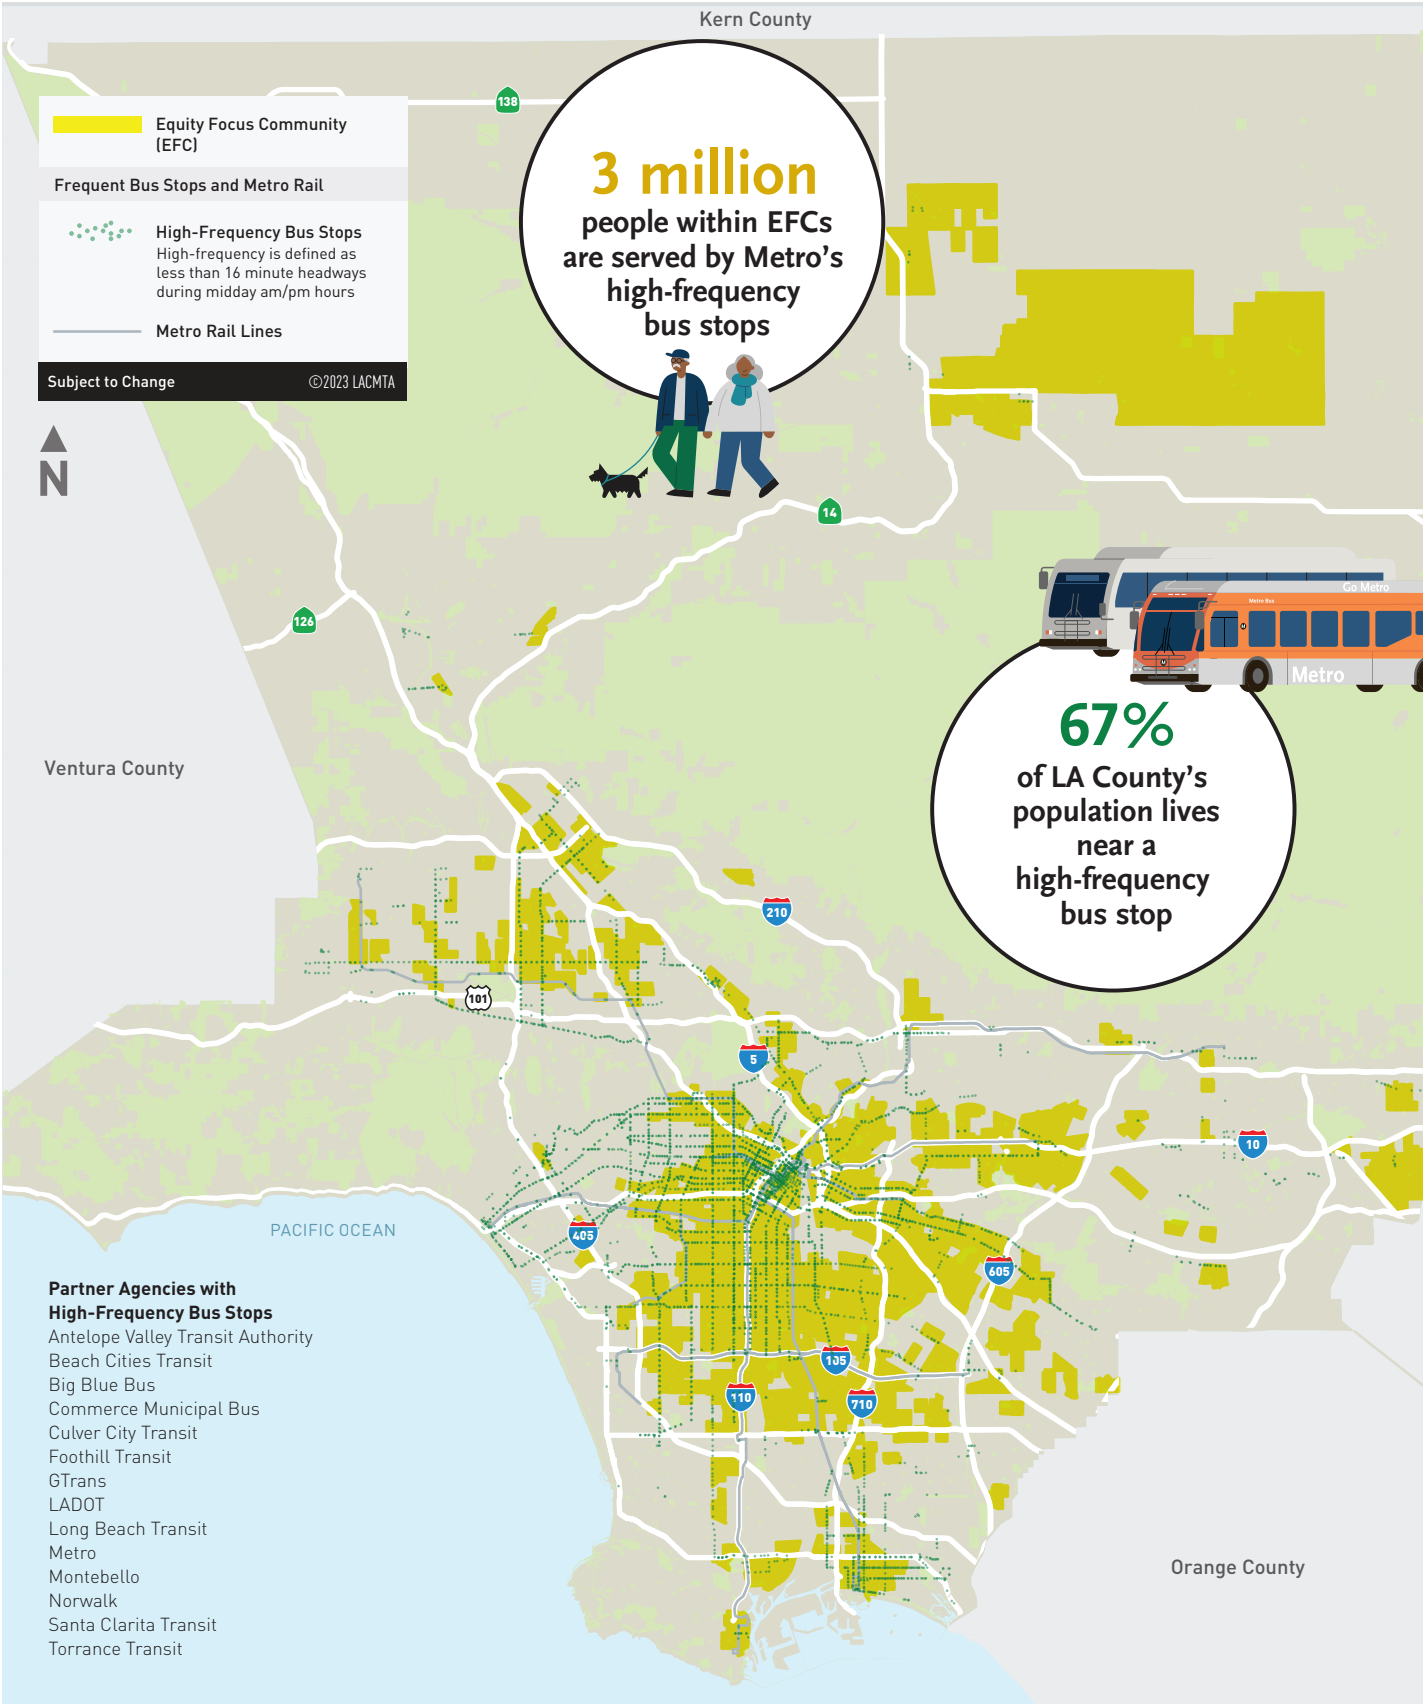 Kern County
138
Equity Focus Community
(EFC)
Frequent Bus Stops and Metro Rail
High-Frequency Bus Stops
High-frequency is defined as
less than 16 minute headways
during midday am/pm hours
Metro Rail Lines
Subject to Change
©2023 LACMTA
N
3 million
people within EFCs
are served by Metro's
high-frequency
bus stops
14
126
Go Metro
Metro Bus
Metro
67%
of LA County's
population lives
near a
high-frequency
bus stop
Ventura County
210
101
5
10
PACIFIC OCEAN
405
605
105
110
710
Partner Agencies with
High-Frequency Bus Stops
Antelope Valley Transit Authority
Beach Cities Transit
Big Blue Bus
Commerce Municipal Bus
Culver City Transit
Foothill Transit
GTrans
LADOT
Long Beach Transit
Metro
Montebello
Norwalk
Santa Clarita Transit
Torrance Transit
Orange County